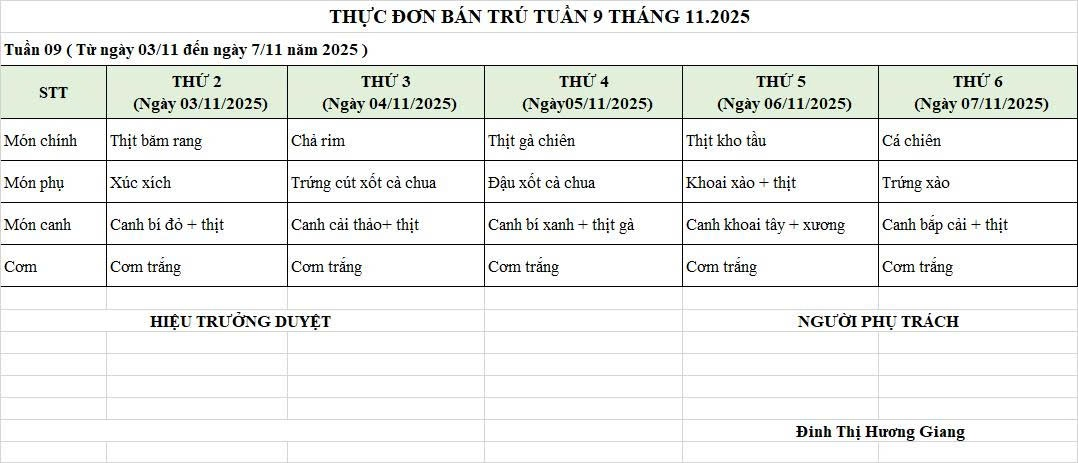 THỰC ĐƠN BÁN TRÚ TUẦN 9 THÁNG 11.2025
Tuần 09 ( Từ ngày 03/11 đến ngày 7/11 năm 2025 )
STT THỨ 2 THỨ 3 THỨ 4 THỨ 5 THỨ 6
(Ngày 03/11/2025) (Ngày 04/11/2025) (Ngày05/11/2025) (Ngày 06/11/2025) (Ngày 07/11/2025)
Món chính Thịt băm rang Chả rim Thịt gà chiên Thịt kho tầu Cá chiên
Món phụ Xúc xích Trứng cút xốt cà chua Đậu xốt cà chua Khoai xào + thịt Trứng xào
Món canh Canh bí đỏ + thịt Canh cải thảo+ thịt Canh bí xanh + thịt gà Canh khoai tây + xương Canh bắp cải + thịt
Cơm Cơm trắng Cơm trắng Cơm trắng Cơm trắng Cơm trắng
HIỆU TRƯỞNG DUYỆT NGƯỜI PHỤ TRÁCH
Đinh Thị Hương Giang